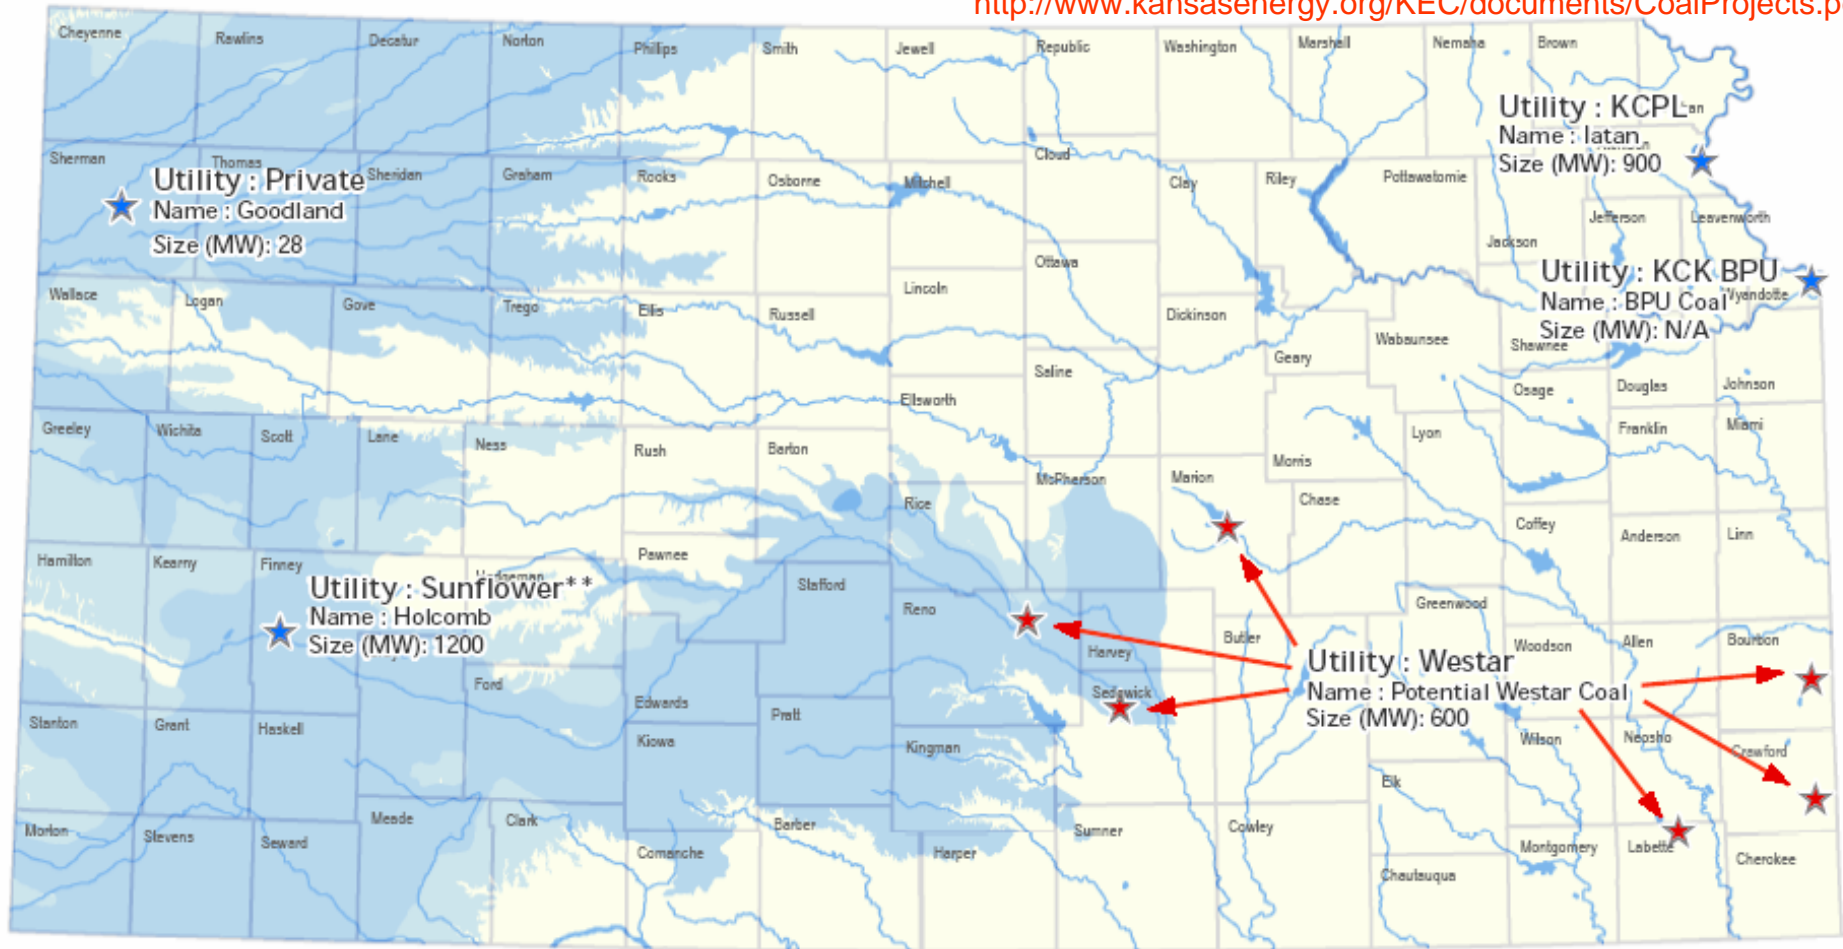 http://www.kansasenergy.org/KEC/documents/CoalProjects.p
Cheyenne
Rawlins
Decatur
Norton
Phillips
Smith
Jewell
Republic
Washington
Marshall
Nemaha
Brown
Utility : KCPL
Name : Iatan
Size (MW): 900
Sherman
Thomas
Sheridan
Graham
Rooks
Osborne
Mitchell
Cloud
Clay
Riley
Pottawatomie
Jackson
Jefferson
Leavenworth
Utility : Private
Name : Goodland
Size (MW): 28
Utility : KCK BPU
Name : BPU Coal
Size (MW): N/A
Wyandotte
Wallace
Logan
Gove
Trego
Ellis
Russell
Lincoln
Ottawa
Dickinson
Saline
Geary
Wabaunsee
Shawnee
Osage
Douglas
Johnson
Greeley
Wichita
Scott
Lane
Ness
Rush
Barton
Ellsworth
Rice
McPherson
Marion
Morris
Chase
Lyon
Franklin
Miami
Coffey
Anderson
Linn
Hamilton
Kearny
Finney
Hodgeman
Pawnee
Stafford
Reno
Harvey
Butler
Greenwood
Woodson
Allen
Bourbon
Utility : Sunflower**
Name : Holcomb
Size (MW): 1200
Utility : Westar
Name : Potential Westar Coal
Size (MW): 600
Stanton
Grant
Haskell
Ford
Edwards
Kiowa
Pratt
Kingman
Sedgwick
Elk
Wilson
Neosho
Crawford
Morton
Stevens
Seward
Meade
Clark
Comanche
Barber
Harper
Sumner
Cowley
Chautauqua
Montgomery
Labette
Cherokee